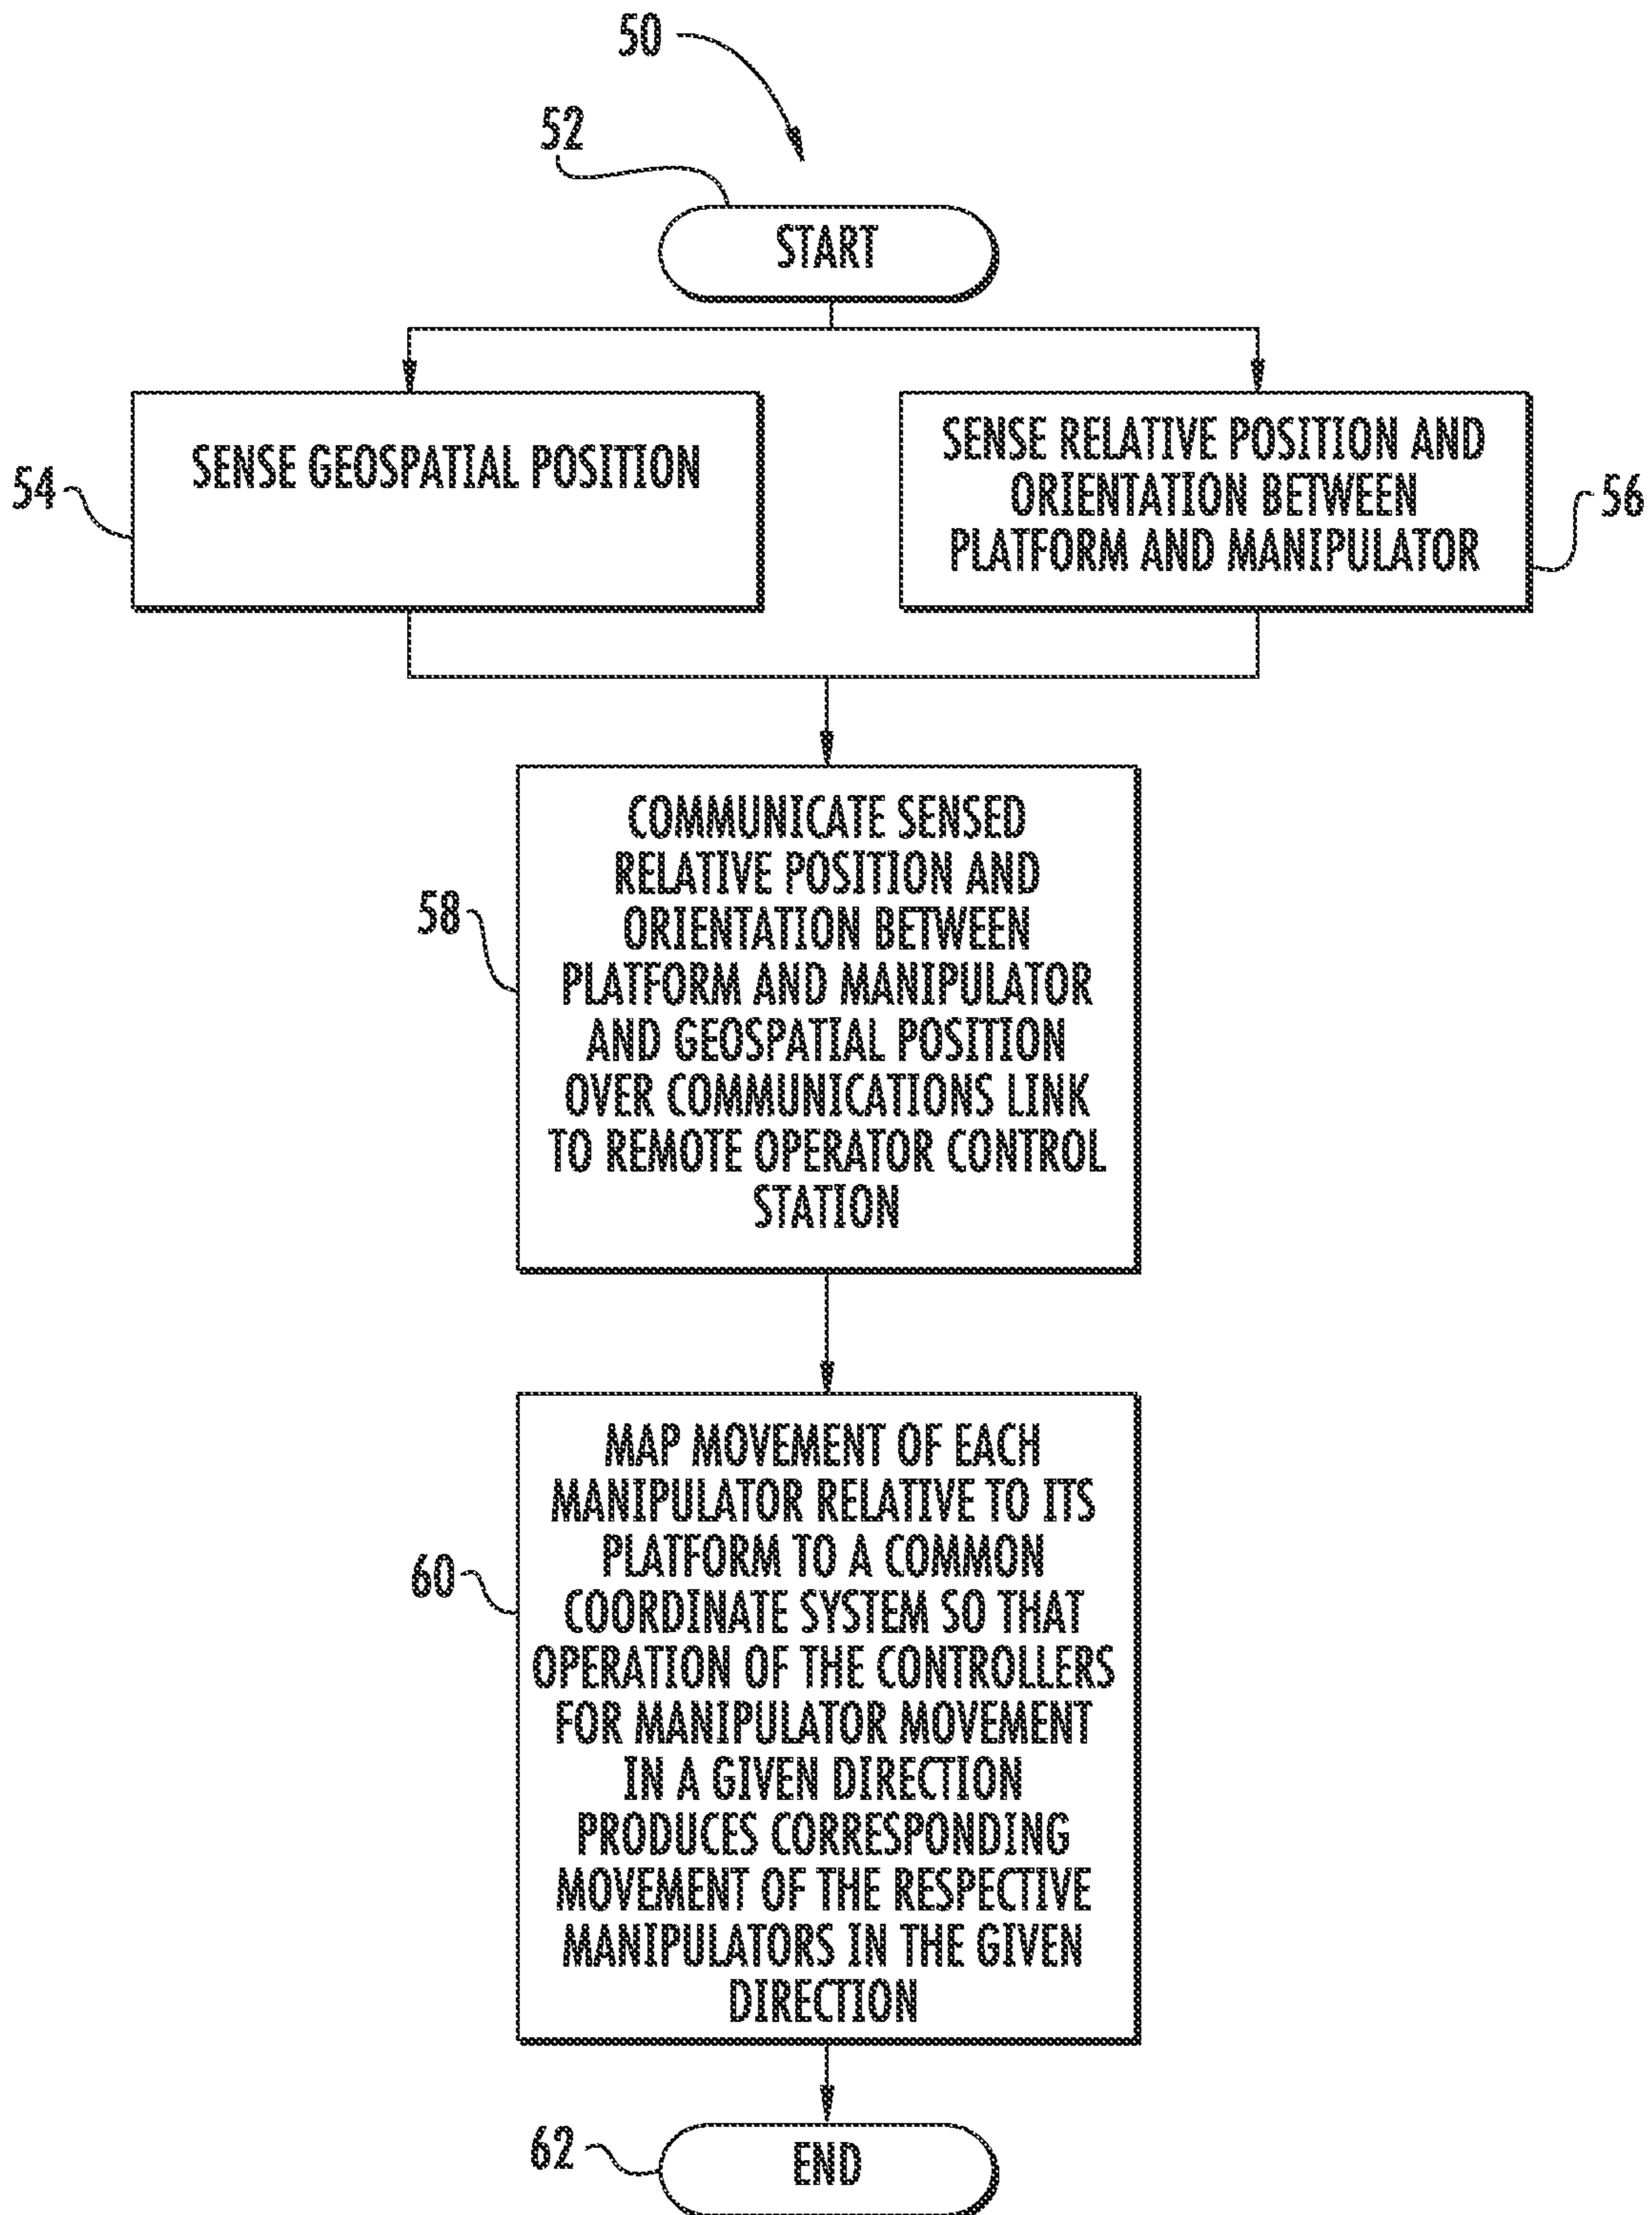 50
52
START
54
SENSE GEOSPATIAL POSITION
SENSE RELATIVE POSITION AND
ORIENTATION BETWEEN
PLATFORM AND MANIPULATOR
56
58
COMMUNICATE SENSED
RELATIVE POSITION AND
ORIENTATION BETWEEN
PLATFORM AND MANIPULATOR
AND GEOSPATIAL POSITION
OVER COMMUNICATIONS LINK
TO REMOTE OPERATOR CONTROL
STATION
60
MAP MOVEMENT OF EACH
MANIPULATOR RELATIVE TO ITS
PLATFORM TO A COMMON
COORDINATE SYSTEM SO THAT
OPERATION OF THE CONTROLLERS
FOR MANIPULATOR MOVEMENT
IN A GIVEN DIRECTION
PRODUCES CORRESPONDING
MOVEMENT OF THE RESPECTIVE
MANIPULATORS IN THE GIVEN
DIRECTION
62
END